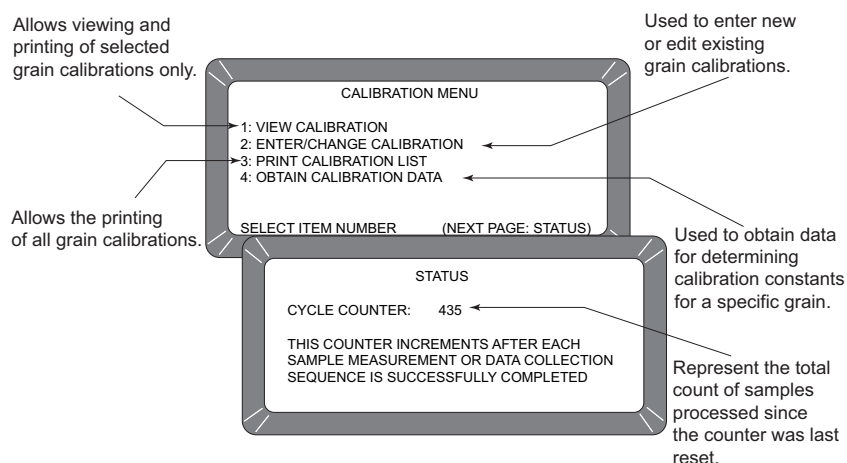 Allows viewing and
printing of selected
grain calibrations only.
Used to enter new
or edit existing
grain calibrations.
CALIBRATION MENU
1: VIEW CALIBRATION
2: ENTER/CHANGE CALIBRATION
3: PRINT CALIBRATION LIST
4: OBTAIN CALIBRATION DATA
SELECT ITEM NUMBER (NEXT PAGE: STATUS)
Allows the printing
of all grain calibrations.
Used to obtain data
for determining
calibration constants
for a specific grain.
STATUS
CYCLE COUNTER: 435
THIS COUNTER INCREMENTS AFTER EACH
SAMPLE MEASUREMENT OR DATA COLLECTION
SEQUENCE IS SUCCESSFULLY COMPLETED
Represent the total
count of samples
processed since
the counter was last
reset.